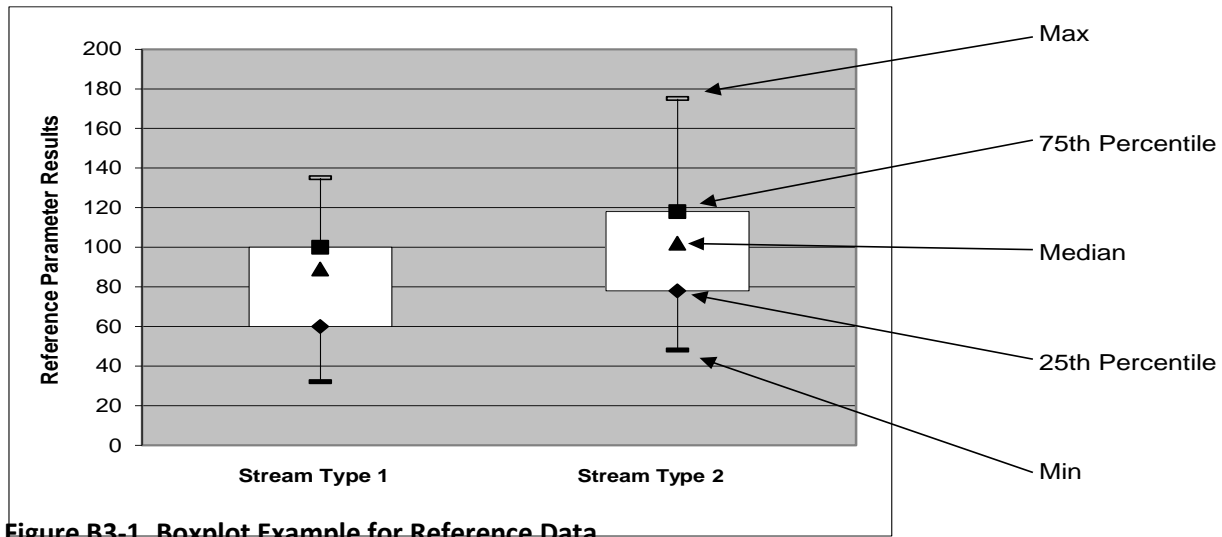 200
180
160
140
120
100
80
60
40
20
0
Reference Parameter Results
Stream Type 1
Stream Type 2
Max
75th Percentile
Median
25th Percentile
Min
Figure B3-1. Boxplot Example for Reference Data